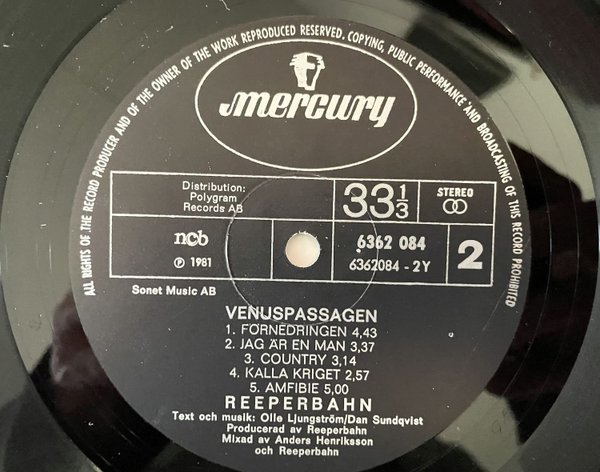 ALL RIGHTS OF THE RECORD PRODUCER AND OF THE OWNER OF THE WORK REPRODUCED RESERVED. COPYING, PUBLIC PERFORMANCE AND BROADCASTING OF THIS RECORD PROHIBITED
mercury
Distribution:
Polygram
Records AB
33 1/3
STEREO
ncb
Ⓟ 1981
6362 084
6362084 - 2Y
2
Sonet Music AB
VENUSPASSAGEN
1. FÖRNEDRINGEN 4,43
2. JAG ÄR EN MAN 3,37
3. COUNTRY 3,14
4. KALLA KRIGET 2,57
5. AMFIBIE 5,00
REEPERBAHN
Text och musik: Olle Ljungström/Dan Sundqvist
Producerad av Reeperbahn
Mixad av Anders Henriksson
och Reeperbahn